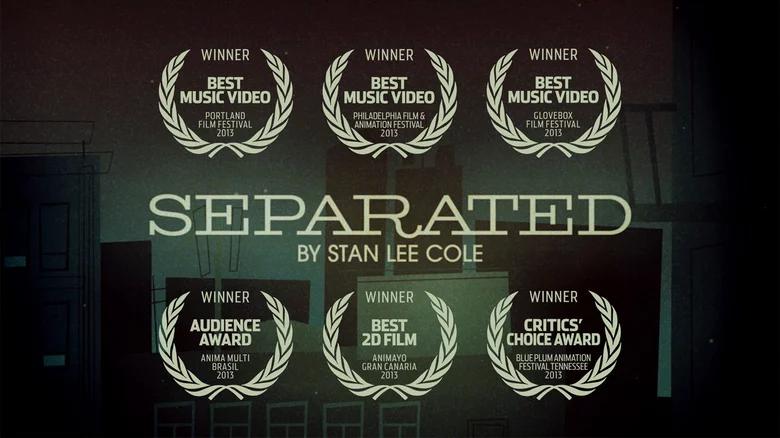 WINNER
BEST
MUSIC VIDEO
PORTLAND
FILM FESTIVAL
2013
WINNER
BEST
MUSIC VIDEO
PHILADELPHIA FILM &
ANIMATION FESTIVAL
2013
WINNER
BEST
MUSIC VIDEO
GLOVEBOX
FILM FESTIVAL
2013
SEPARATED
BY STAN LEE COLE
WINNER
AUDIENCE
AWARD
ANIMA MULTI
BRASIL
2013
WINNER
BEST
2D FILM
ANIMAYO
GRAN CANARIA
2013
WINNER
CRITICS'
CHOICE AWARD
BLUE PLUM ANIMATION
FESTIVAL TENNESSEE
2013